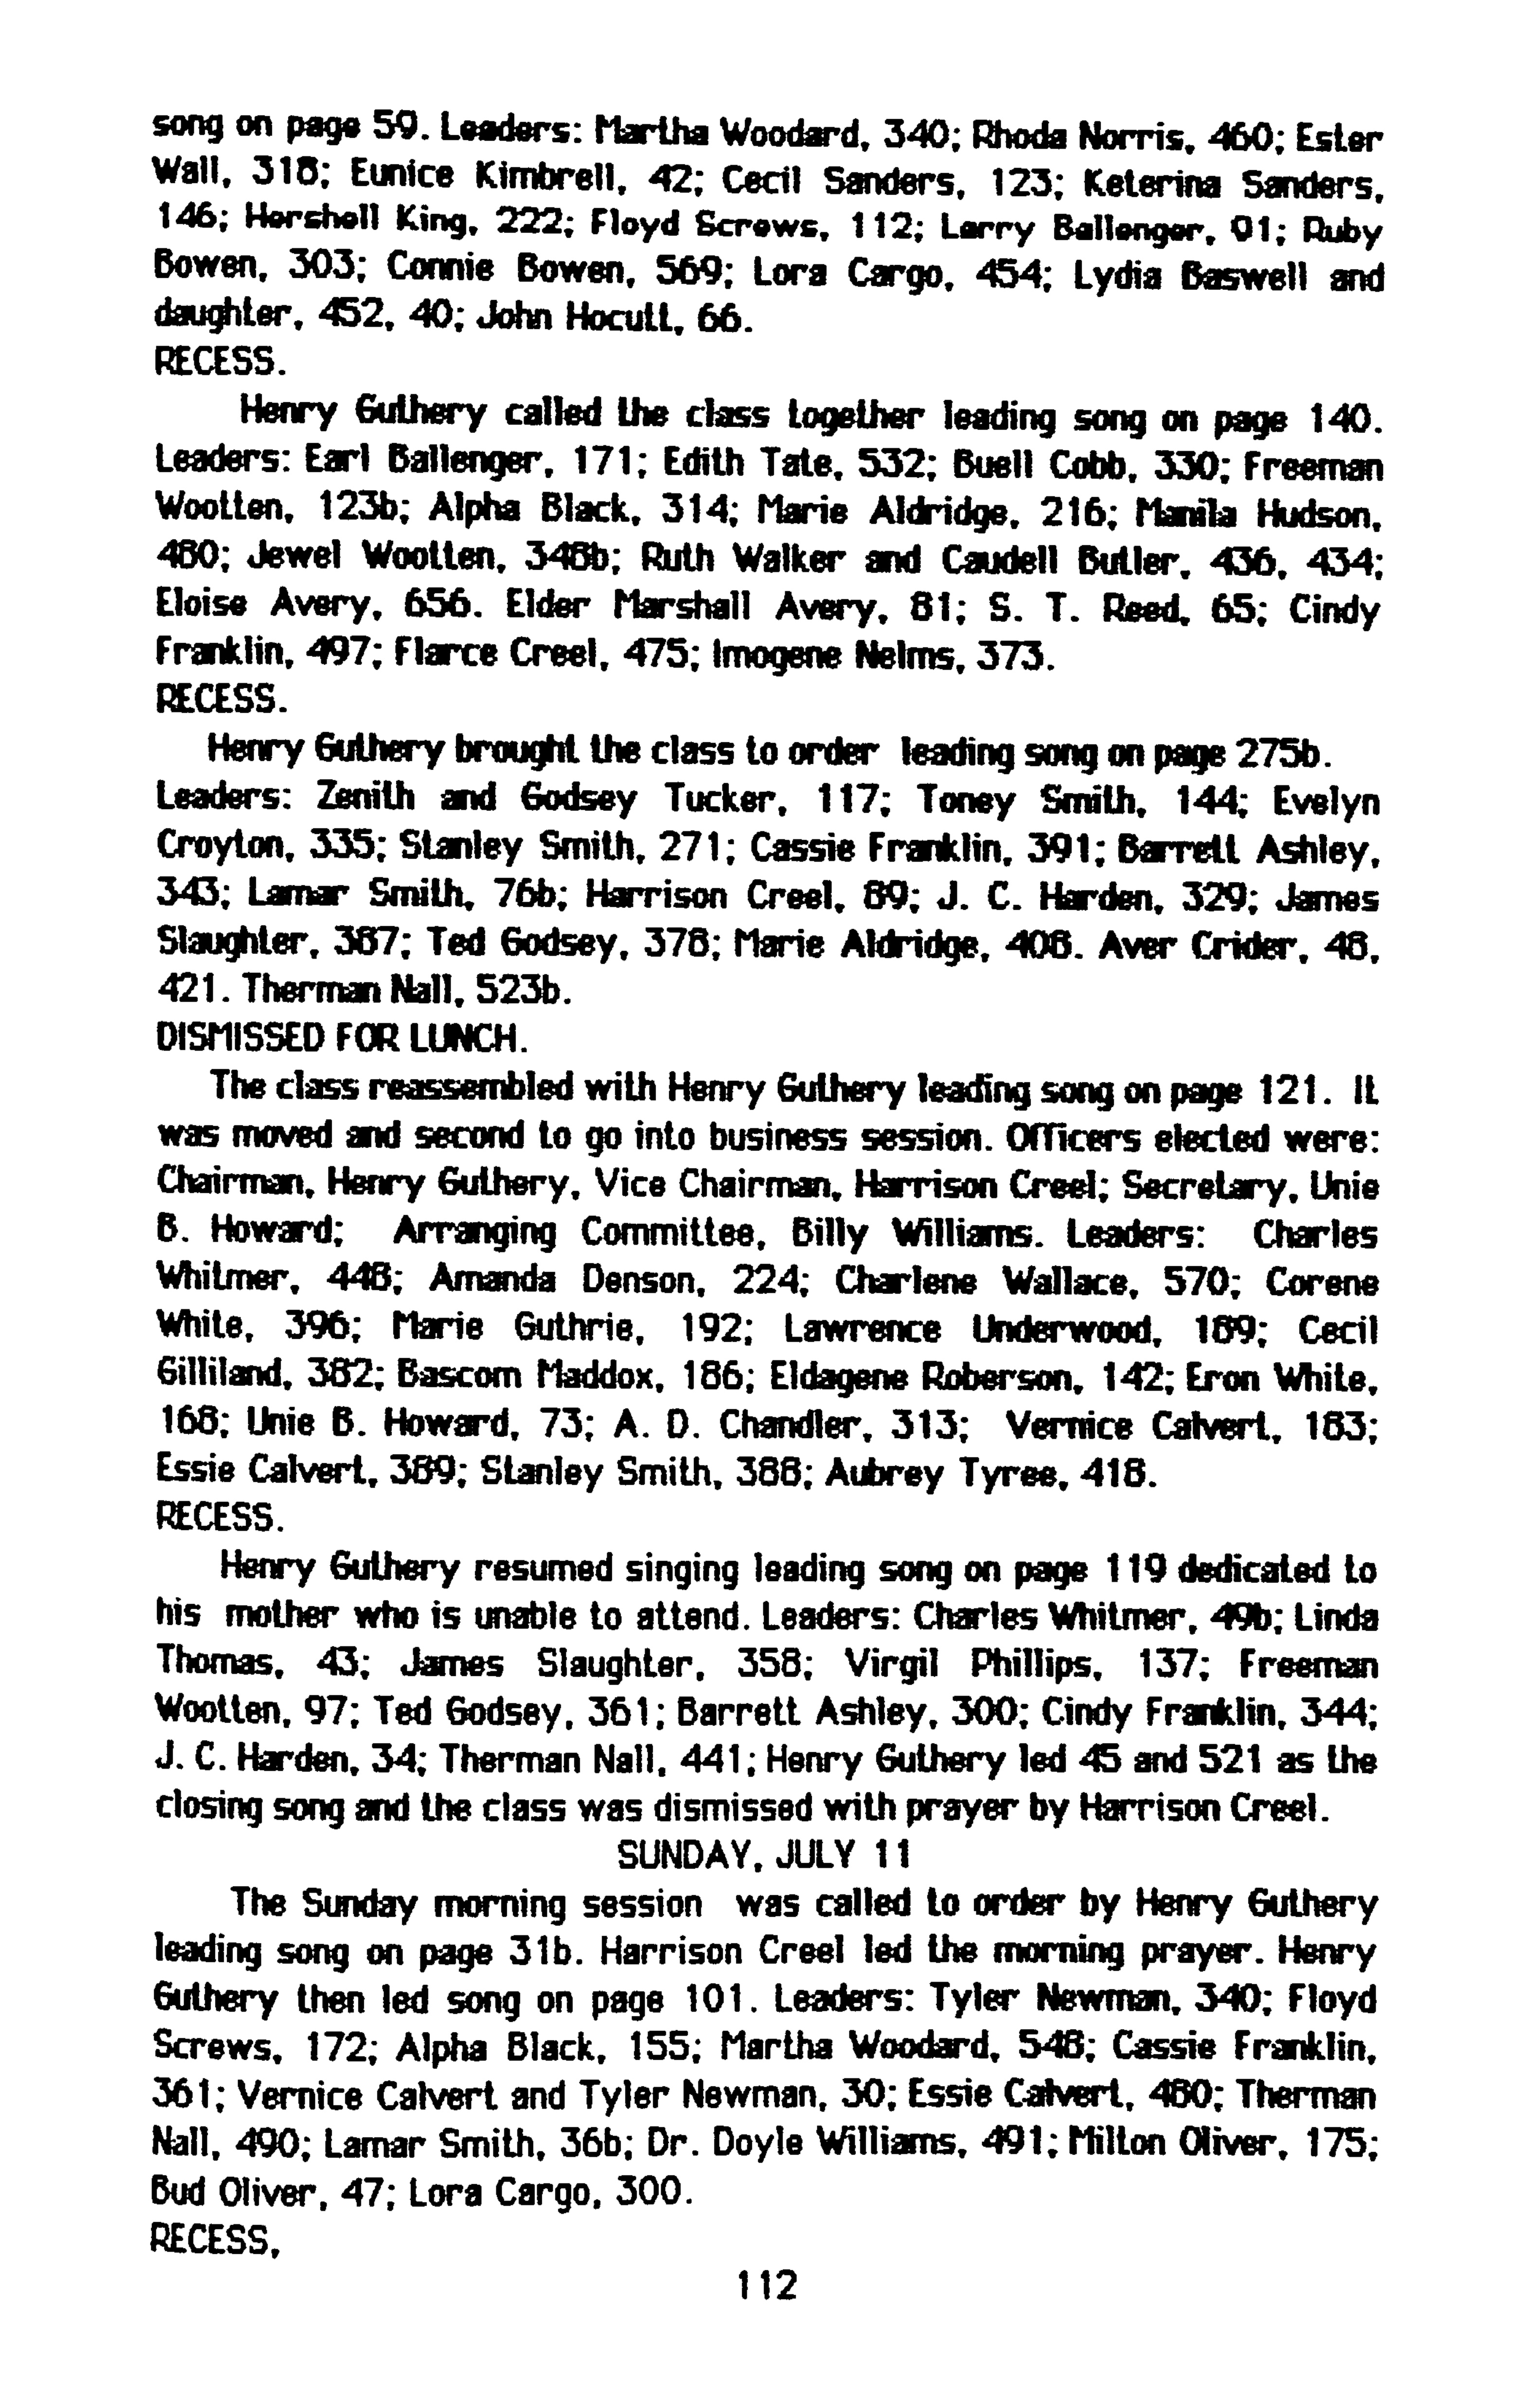 song on page 59. Leaders: Martha Woodard, 340; Rhoda Norris, 460; Ester
Wall, 318; Eunice Kimbrell, 42; Cecil Sanders, 123; Keterina Sanders,
146; Hershell King, 222; Floyd Screws, 112; Larry Ballenger, 91; Ruby
Bowen, 303; Connie Bowen, 569; Lora Cargo, 454; Lydia Baswell and
daughter, 452, 40; John Hocutt, 66.
RECESS.
Henry Guthery called the class together leading song on page 140.
Leaders: Earl Ballenger, 171; Edith Tate, 532; Buell Cobb, 330; Freeman
Wootten, 123b; Alpha Black, 314; Marie Aldridge, 216; Manila Hudson,
480; Jewel Wootten, 348b; Ruth Walker and Caudell Butler, 436, 434;
Eloise Avery, 656. Elder Marshall Avery, 81; S. T. Reed, 65; Cindy
Franklin, 497; Flarce Creel, 475; Imogene Nelms, 373.
RECESS.
Henry Guthery brought the class to order leading song on page 275b.
Leaders: Zenith and Godsey Tucker, 117; Toney Smith, 144; Evelyn
Croyton, 335; Stanley Smith, 271; Cassie Franklin, 391; Barrett Ashley,
343; Lamar Smith, 76b; Harrison Creel, 89; J. C. Harden, 329; James
Slaughter, 387; Ted Godsey, 378; Marie Aldridge, 408. Aver Crider, 48,
421. Therman Nall, 523b.
DISMISSED FOR LUNCH.
The class reassembled with Henry Guthery leading song on page 121. It
was moved and second to go into business session. Officers elected were:
Chairman, Henry Guthery, Vice Chairman, Harrison Creel; Secretary, Unie
B. Howard; Arranging Committee, Billy Williams. Leaders: Charles
Whitmer, 448; Amanda Denson, 224; Charlene Wallace, 570; Corene
White, 396; Marie Guthrie, 192; Lawrence Underwood, 189; Cecil
Gilliland, 382; Bascom Maddox, 186; Eldagene Roberson, 142; Eron White,
168; Unie B. Howard, 73; A. D. Chandler, 313; Vernice Calvert, 183;
Essie Calvert, 389; Stanley Smith, 388; Aubrey Tyree, 418.
RECESS.
Henry Guthery resumed singing leading song on page 119 dedicated to
his mother who is unable to attend. Leaders: Charles Whitmer, 49b; Linda
Thomas, 43; James Slaughter, 358; Virgil Phillips, 137; Freeman
Wootten, 97; Ted Godsey, 361; Barrett Ashley, 300; Cindy Franklin, 344;
J. C. Harden, 34; Therman Nall, 441; Henry Guthery led 45 and 521 as the
closing song and the class was dismissed with prayer by Harrison Creel.
SUNDAY, JULY 11
The Sunday morning session was called to order by Henry Guthery
leading song on page 31b. Harrison Creel led the morning prayer. Henry
Guthery then led song on page 101. Leaders: Tyler Newman, 340; Floyd
Screws, 172; Alpha Black, 155; Martha Woodard, 548; Cassie Franklin,
361; Vernice Calvert and Tyler Newman, 30; Essie Calvert, 480; Therman
Nall, 490; Lamar Smith, 36b; Dr. Doyle Williams, 491; Milton Oliver, 175;
Bud Oliver, 47; Lora Cargo, 300.
RECESS,
112